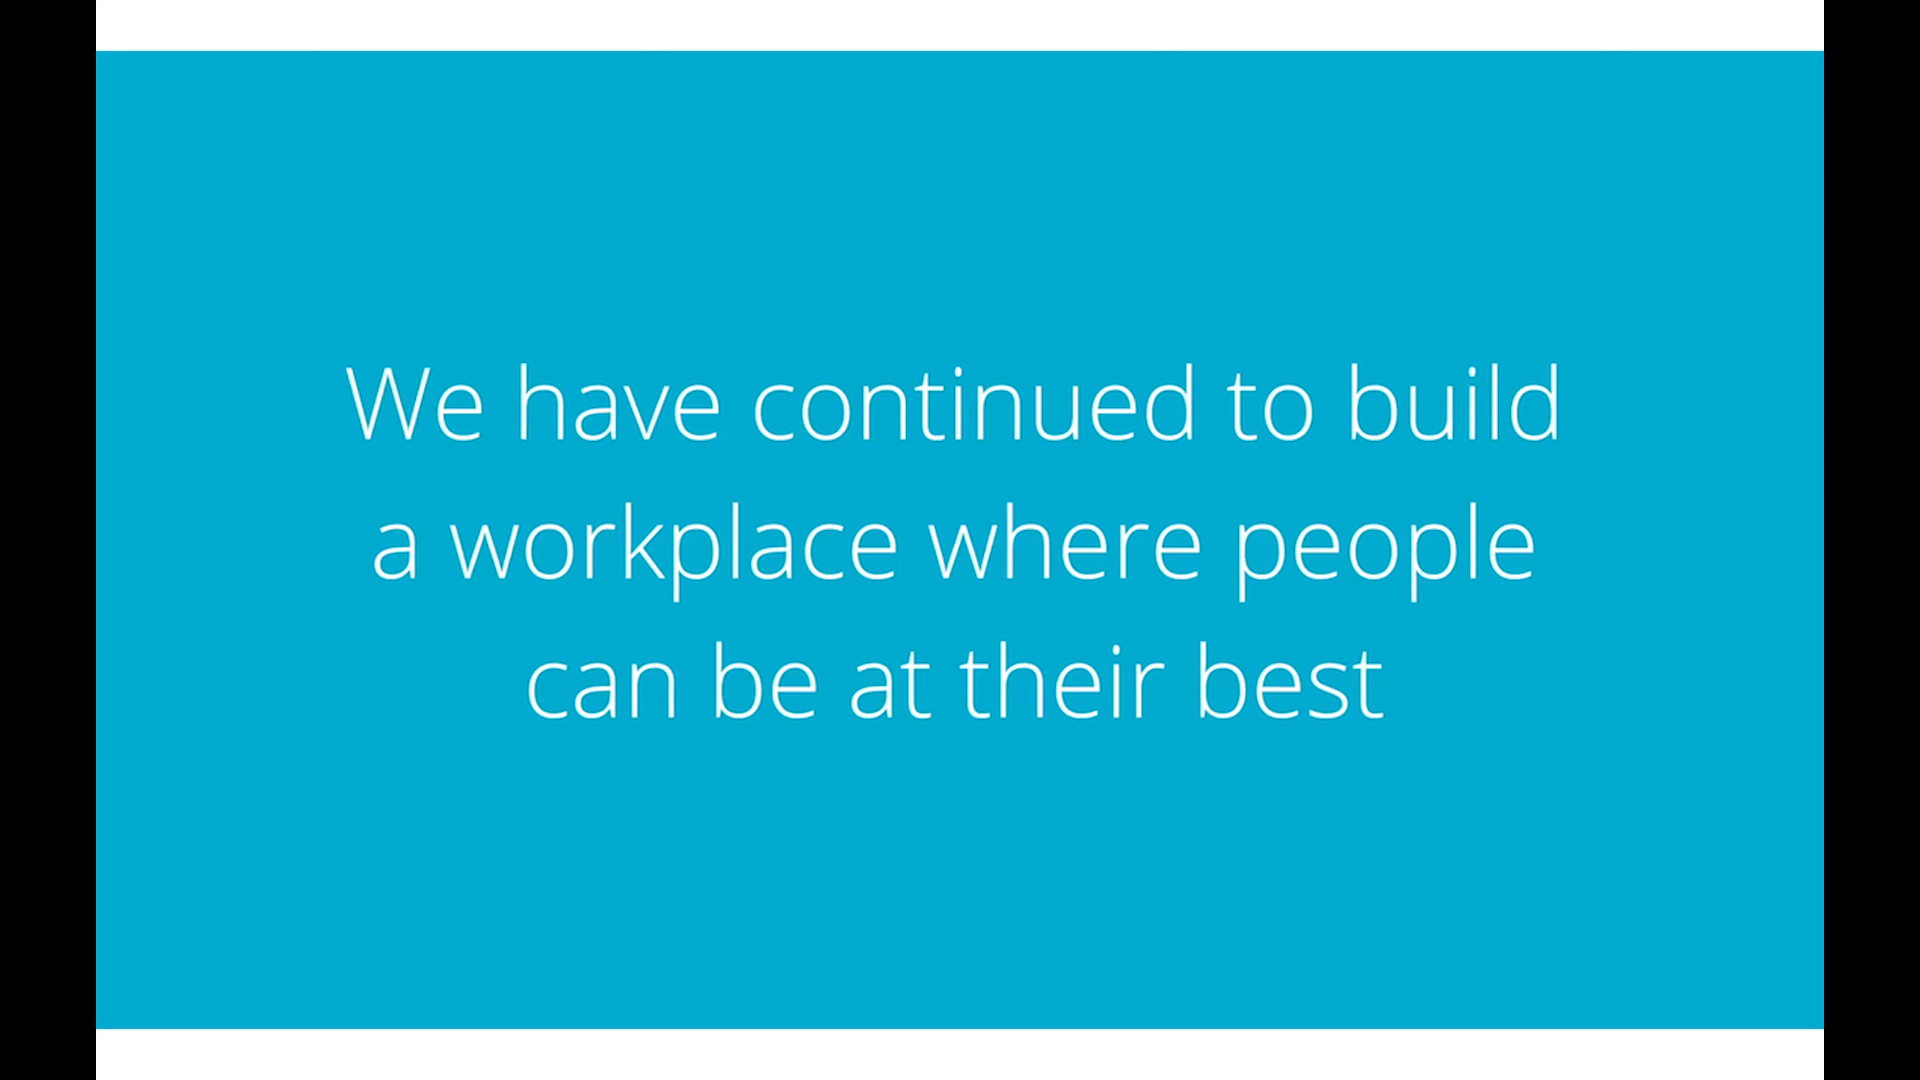 We have continued to build
a workplace where people
can be at their best